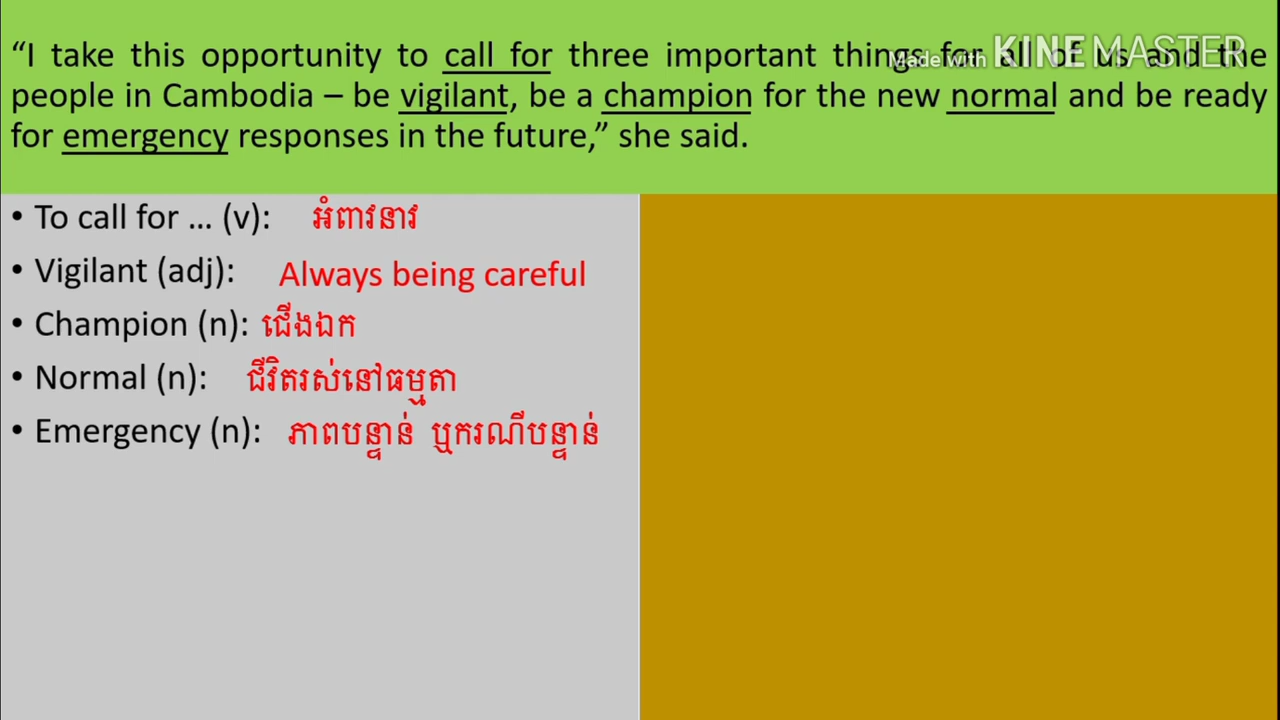 “I take this opportunity to call for three important things for all of us and the
people in Cambodia – be vigilant, be a champion for the new normal and be ready
for emergency responses in the future,” she said.
Made with KINEMASTER
• To call for ... (v): អំពាវនាវ
• Vigilant (adj): Always being careful
• Champion (n): ជើងឯក
• Normal (n): ជីវិតរស់នៅធម្មតា
• Emergency (n): ភាពបន្ទាន់ ឬករណីបន្ទាន់